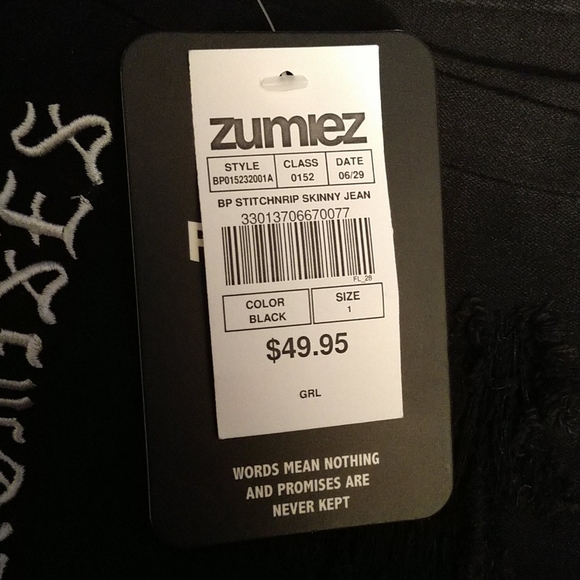 zumiez
STYLE CLASS DATE
BP015232001A 0152 06/29
BP STITCHNRIP SKINNY JEAN
33013706670077
FL_28
COLOR SIZE
BLACK 1
$49.95
GRL
WORDS MEAN NOTHING
AND PROMISES ARE
NEVER KEPT